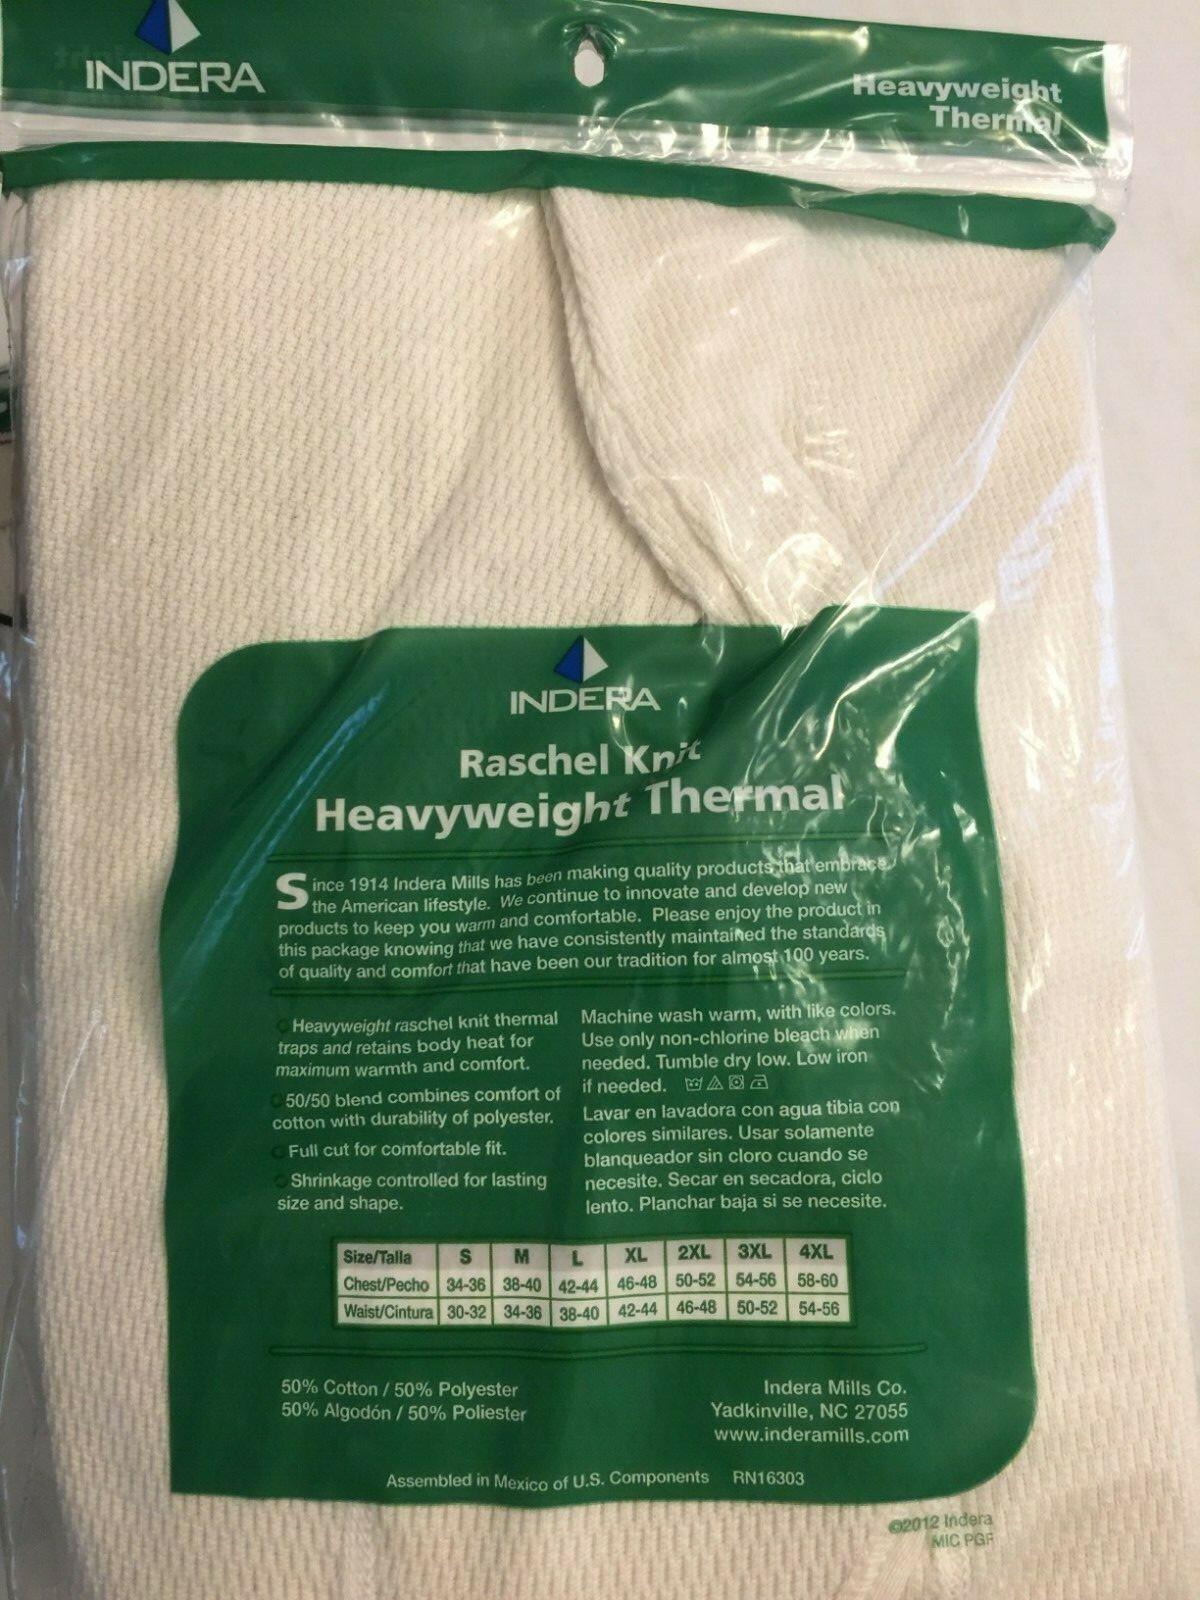 INDERA
Heavyweight
Thermal
INDERA
Raschel Knit
Heavyweight Thermal
Since 1914 Indera Mills has been making quality products that embrace
the American lifestyle. We continue to innovate and develop new
products to keep you warm and comfortable. Please enjoy the product in
this package knowing that we have consistently maintained the standards
of quality and comfort that have been our tradition for almost 100 years.
Heavyweight raschel knit thermal
traps and retains body heat for
maximum warmth and comfort.
50/50 blend combines comfort of
cotton with durability of polyester.
Full cut for comfortable fit.
Shrinkage controlled for lasting
size and shape.
Machine wash warm, with like colors.
Use only non-chlorine bleach when
needed. Tumble dry low. Low iron
if needed.
Lavar en lavadora con agua tibia con
colores similares. Usar solamente
blanqueador sin cloro cuando se
necesite. Secar en secadora, ciclo
lento. Planchar baja si se necesite.
Size/Talla S M L XL 2XL 3XL 4XL
Chest/Pecho 34-36 38-40 42-44 46-48 50-52 54-56 58-60
Waist/Cintura 30-32 34-36 38-40 42-44 46-48 50-52 54-56
50% Cotton / 50% Polyester
50% Algodón / 50% Poliester
Indera Mills Co.
Yadkinville, NC 27055
www.inderamills.com
Assembled in Mexico of U.S. Components RN16303
©2012 Indera
MIC PGF